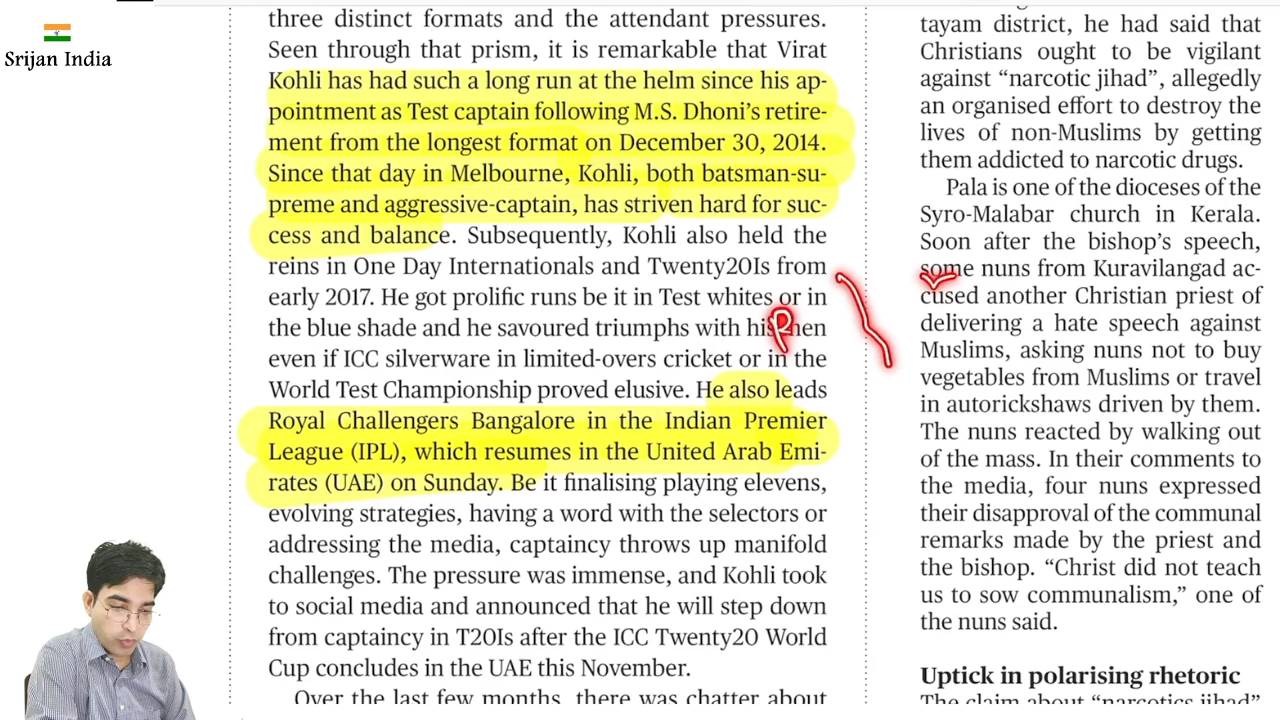 Srijan India
three distinct formats and the attendant pressures.
Seen through that prism, it is remarkable that Virat
Kohli has had such a long run at the helm since his ap-
pointment as Test captain following M.S. Dhoni's retire-
ment from the longest format on December 30, 2014.
Since that day in Melbourne, Kohli, both batsman-su-
preme and aggressive-captain, has striven hard for suc-
cess and balance. Subsequently, Kohli also held the
reins in One Day Internationals and Twenty20Is from
early 2017. He got prolific runs be it in Test whites or in
the blue shade and he savoured triumphs with his men
even if ICC silverware in limited-overs cricket or in the
World Test Championship proved elusive. He also leads
Royal Challengers Bangalore in the Indian Premier
League (IPL), which resumes in the United Arab Emi-
rates (UAE) on Sunday. Be it finalising playing elevens,
evolving strategies, having a word with the selectors or
addressing the media, captaincy throws up manifold
challenges. The pressure was immense, and Kohli took
to social media and announced that he will step down
from captaincy in T20Is after the ICC Twenty20 World
Cup concludes in the UAE this November.
Over the last few months, there was chatter about
tayam district, he had said that
Christians ought to be vigilant
against "narcotic jihad", allegedly
an organised effort to destroy the
lives of non-Muslims by getting
them addicted to narcotic drugs.
Pala is one of the dioceses of the
Syro-Malabar church in Kerala.
Soon after the bishop's speech,
some nuns from Kuravilangad ac-
cused another Christian priest of
delivering a hate speech against
Muslims, asking nuns not to buy
vegetables from Muslims or travel
in autorickshaws driven by them.
The nuns reacted by walking out
of the mass. In their comments to
the media, four nuns expressed
their disapproval of the communal
remarks made by the priest and
the bishop. "Christ did not teach
us to sow communalism," one of
the nuns said.
Uptick in polarising rhetoric
The claim about "narcotics jihad"